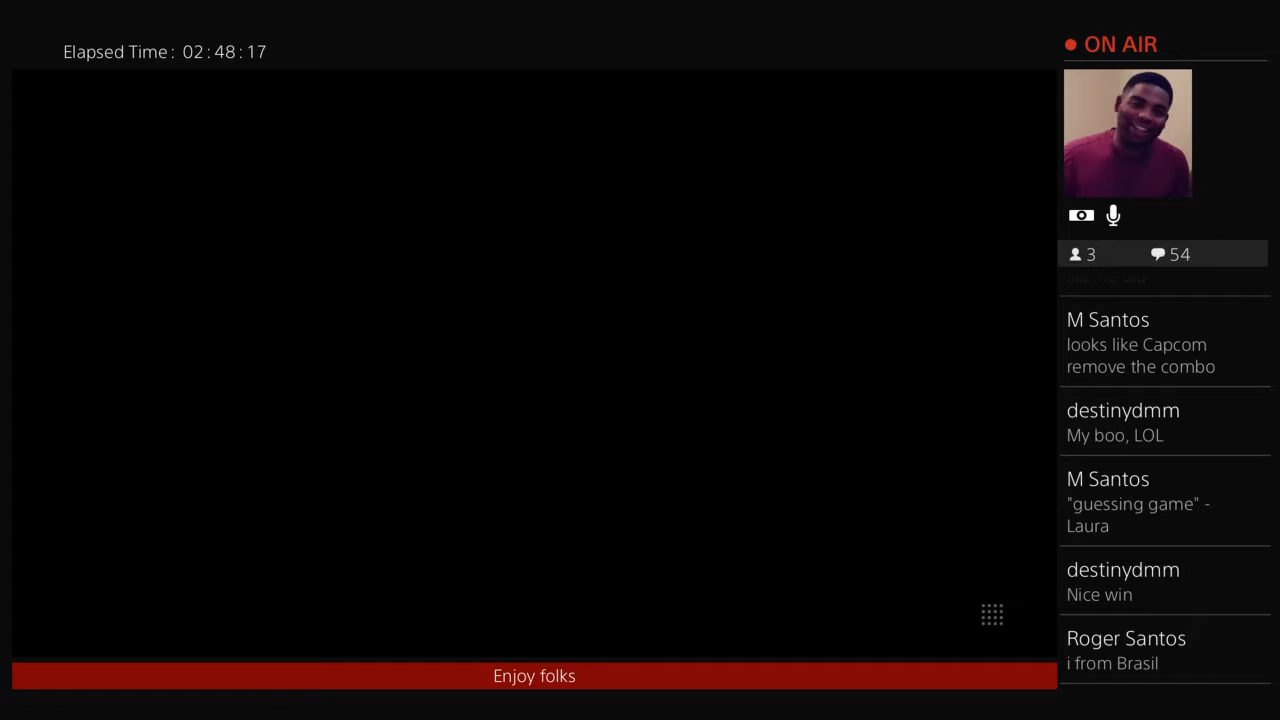 Elapsed Time: 02:48:17
ON AIR
3 54
M Santos
looks like Capcom
remove the combo
destinydmm
My boo, LOL
M Santos
"guessing game" -
Laura
destinydmm
Nice win
Roger Santos
i from Brasil
Enjoy folks